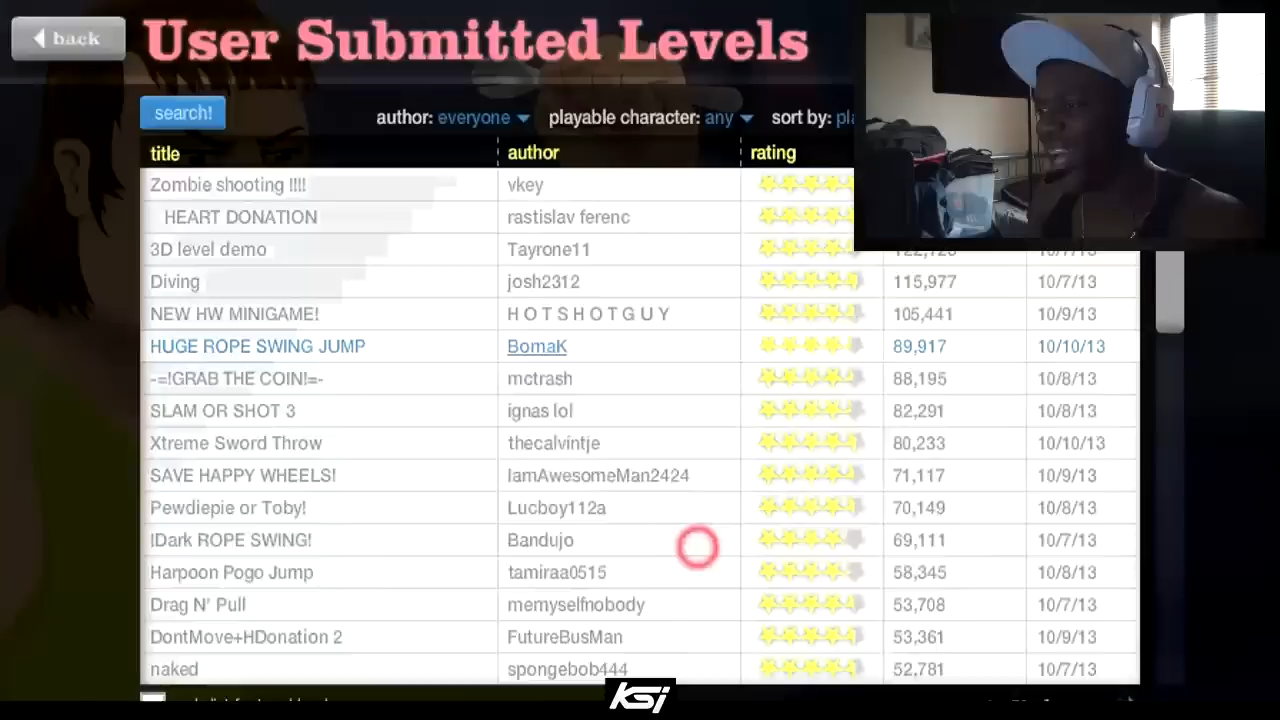 back
User Submitted Levels
search!
author: everyone playable character: any sort by: pla
title author rating
Zombie shooting !!!! vkey
HEART DONATION rastislav ferenc
3D level demo Tayrone11 10/7/13
Diving josh2312 115,977 10/7/13
NEW HW MINIGAME! H O T S H O T G U Y 105,441 10/9/13
HUGE ROPE SWING JUMP BomaK 89,917 10/10/13
-=!GRAB THE COIN!=- mctrash 88,195 10/8/13
SLAM OR SHOT 3 ignas lol 82,291 10/8/13
Xtreme Sword Throw thecalvintje 80,233 10/10/13
SAVE HAPPY WHEELS! IamAwesomeMan2424 71,117 10/9/13
Pewdiepie or Toby! Lucboy112a 70,149 10/8/13
!Dark ROPE SWING! Bandujo 69,111 10/7/13
Harpoon Pogo Jump tamiraa0515 58,345 10/8/13
Drag N' Pull memyselfnobody 53,708 10/7/13
DontMove+HDonation 2 FutureBusMan 53,361 10/9/13
naked spongebob444 52,781 10/7/13
KSI